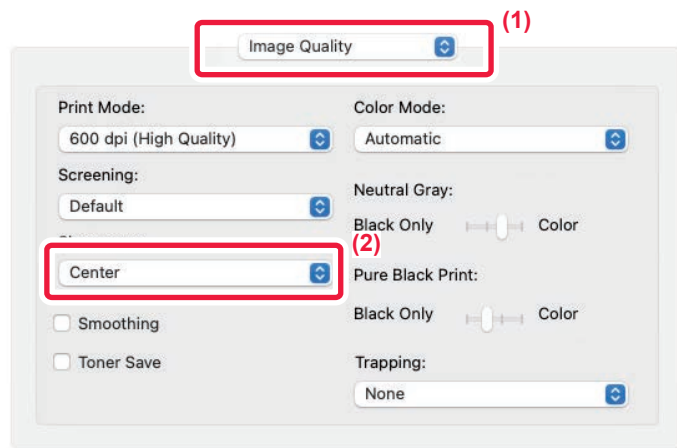 (1)
Image Quality
Print Mode:
600 dpi (High Quality)
Screening:
Default
(2)
Center
Smoothing
Toner Save
Color Mode:
Automatic
Neutral Gray:
Black Only Color
Pure Black Print:
Black Only Color
Trapping:
None